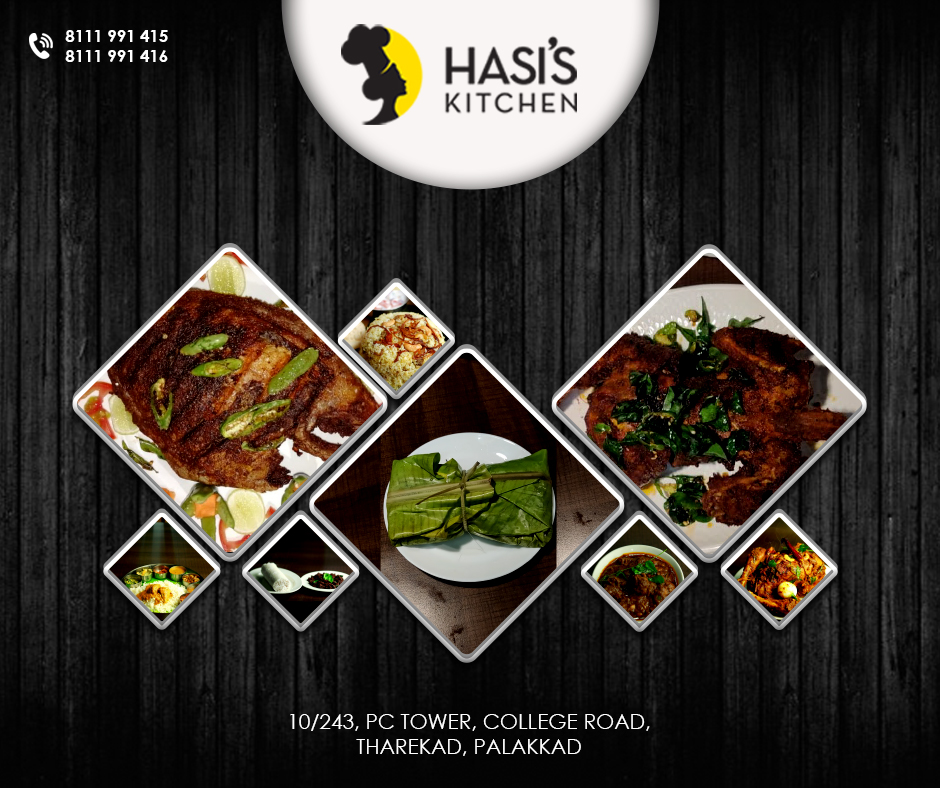 8111 991 415
8111 991 416
HASI'S
KITCHEN
10/243, PC TOWER, COLLEGE ROAD,
THAREKAD, PALAKKAD